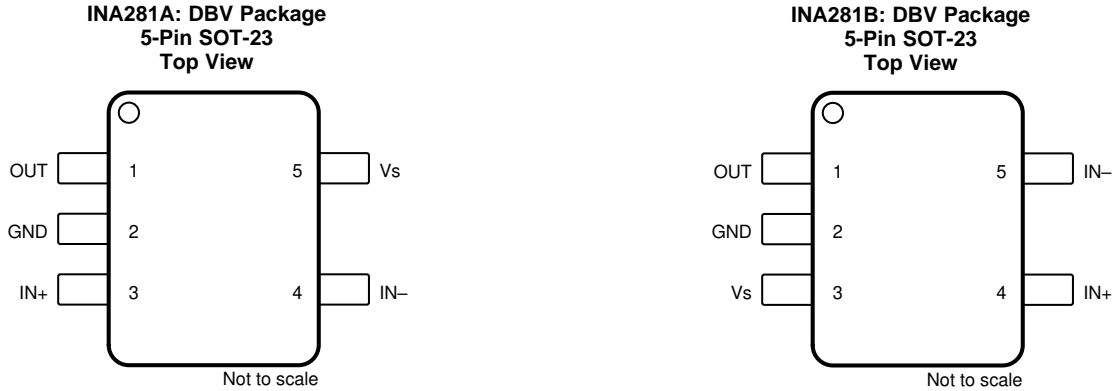 INA281A: DBV Package
5-Pin SOT-23
Top View
OUT 1 5 Vs
GND 2
IN+ 3 4 IN–
Not to scale
INA281B: DBV Package
5-Pin SOT-23
Top View
OUT 1 5 IN–
GND 2
Vs 3 4 IN+
Not to scale